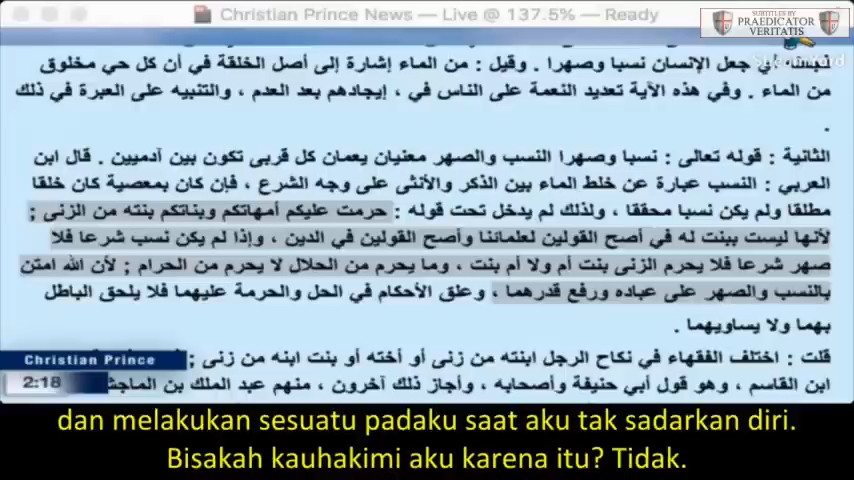 Christian Prince News — Live @ 137.5% — Ready
SUBTITLES BY
PRAEDICATOR
VERITATIS
جعل الإنسان نسبا وصهرا . وقيل : من الماء إشارة إلى أصل الخلقة في أن كل حي مخلوق
من الماء . وفي هذه الآية تعديد النعمة على الناس في ، إيجادهم بعد العدم ، والتنبيه على العبرة في ذلك
.
الثانية : قوله تعالى : نسبا وصهرا النسب والصهر معنيان يعمان كل قربى تكون بين آدميين . قال ابن
العربي : النسب عبارة عن خلط الماء بين الذكر والأنثى على وجه الشرع ، فإن كان بمعصية كان خلقا
مطلقا ولم يكن نسبا محققا ، ولذلك لم يدخل تحت قوله : حرمت عليكم أمهاتكم وبناتكم بنته من الزنى ;
لأنها ليست ببنت له في أصح القولين لعلمائنا وأصح القولين في الدين ، وإذا لم يكن نسب شرعا فلا
صهر شرعا فلا يحرم الزنى بنت أم ولا أم بنت ، وما يحرم من الحلال لا يحرم من الحرام ; لأن الله امتن
بالنسب والصهر على عباده ورفع قدرهما ، وعلق الأحكام في الحل والحرمة عليهما فلا يلحق الباطل
بهما ولا يساويهما .
قلت : اختلف الفقهاء في نكاح الرجل ابنته من زنى أو أخته أو بنت ابنه من زنى ;
ابن القاسم ، وهو قول أبي حنيفة وأصحابه ، وأجاز ذلك آخرون ، منهم عبد الملك بن
Christian Prince
2:18
dan melakukan sesuatu padaku saat aku tak sadarkan diri.
Bisakah kauhakimi aku karena itu? Tidak.